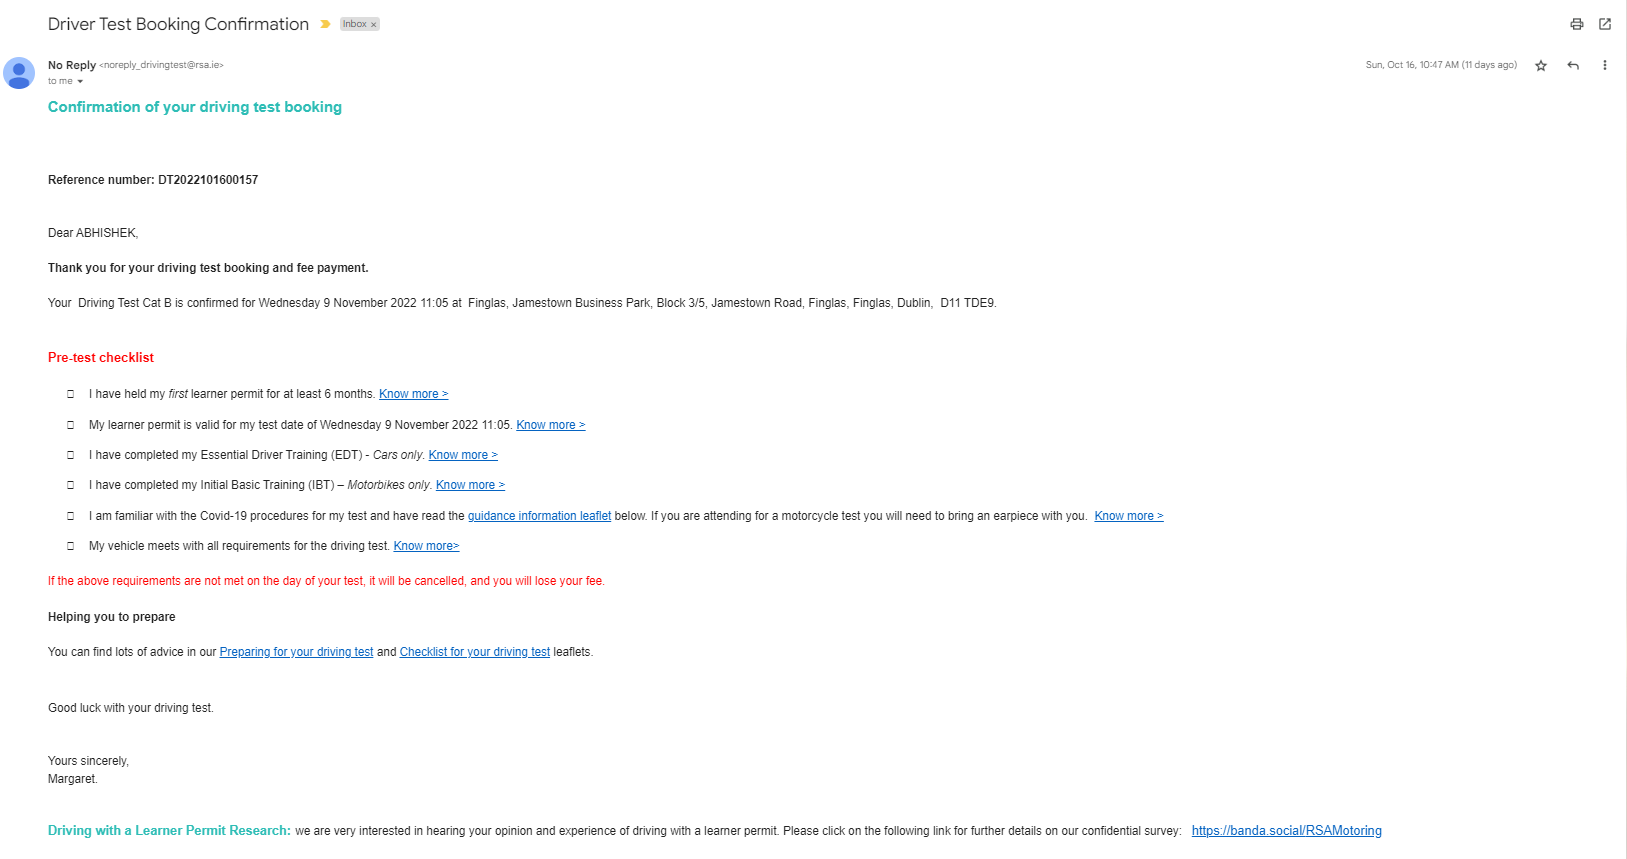 Driver Test Booking Confirmation
Inbox x
No Reply <noreply_drivingtest@rsa.ie>
Sun, Oct 16, 10:47 AM (11 days ago)
to me
Confirmation of your driving test booking
Reference number: DT2022101600157
Dear ABHISHEK,
Thank you for your driving test booking and fee payment.
Your  Driving Test Cat B is confirmed for Wednesday 9 November 2022 11:05 at  Finglas, Jamestown Business Park, Block 3/5, Jamestown Road, Finglas, Finglas, Dublin,  D11 TDE9.
Pre-test checklist
I have held my first learner permit for at least 6 months. Know more >
My learner permit is valid for my test date of Wednesday 9 November 2022 11:05. Know more >
I have completed my Essential Driver Training (EDT) - Cars only. Know more >
I have completed my Initial Basic Training (IBT) – Motorbikes only. Know more >
I am familiar with the Covid-19 procedures for my test and have read the guidance information leaflet below. If you are attending for a motorcycle test you will need to bring an earpiece with you.  Know more >
My vehicle meets with all requirements for the driving test. Know more>
If the above requirements are not met on the day of your test, it will be cancelled, and you will lose your fee.
Helping you to prepare
You can find lots of advice in our Preparing for your driving test and Checklist for your driving test leaflets.
Good luck with your driving test.
Yours sincerely,
Margaret.
Driving with a Learner Permit Research: we are very interested in hearing your opinion and experience of driving with a learner permit. Please click on the following link for further details on our confidential survey:   https://banda.social/RSAMotoring